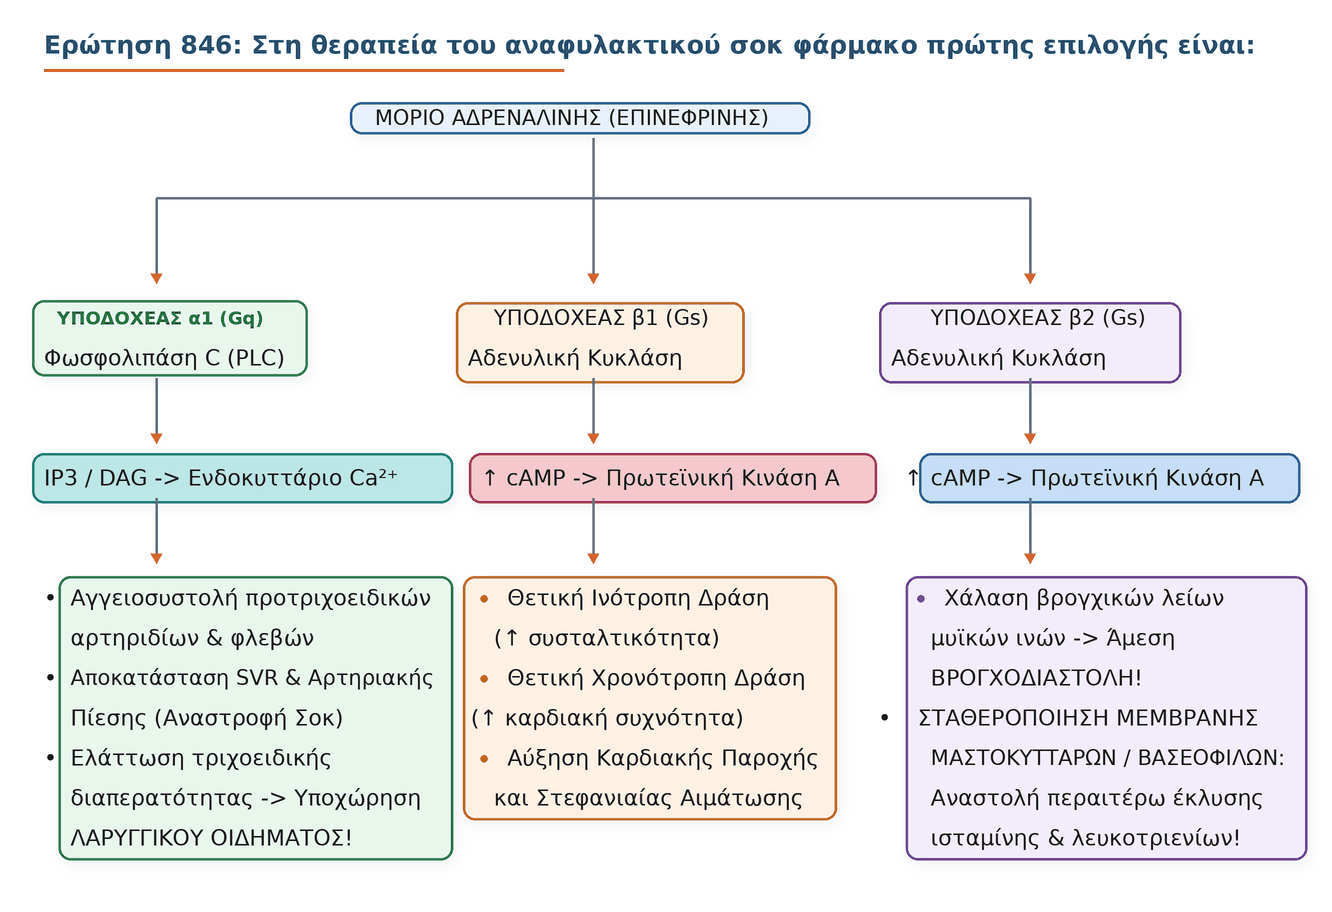 Ερώτηση 846: Στη θεραπεία του αναφυλακτικού σοκ φάρμακο πρώτης επιλογής είναι:
ΜΟΡΙΟ ΑΔΡΕΝΑΛΙΝΗΣ (ΕΠΙΝΕΦΡΙΝΗΣ)
ΥΠΟΔΟΧΕΑΣ α1 (Gq)
Φωσφολιπάση C (PLC)
ΥΠΟΔΟΧΕΑΣ β1 (Gs)
Αδενυλική Κυκλάση
ΥΠΟΔΟΧΕΑΣ β2 (Gs)
Αδενυλική Κυκλάση
IP3 / DAG -> Ενδοκυττάριο Ca²⁺
↑ cAMP -> Πρωτεϊνική Κινάση Α
↑ cAMP -> Πρωτεϊνική Κινάση Α
• Αγγειοσυστολή προτριχοειδικών
αρτηριδίων & φλεβών
• Αποκατάσταση SVR & Αρτηριακής
Πίεσης (Αναστροφή Σοκ)
• Ελάττωση τριχοειδικής
διαπερατότητας -> Υποχώρηση
ΛΑΡΥΓΓΙΚΟΥ ΟΙΔΗΜΑΤΟΣ!
• Θετική Ινότροπη Δράση
(↑ συσταλτικότητα)
• Θετική Χρονότροπη Δράση
(↑ καρδιακή συχνότητα)
• Αύξηση Καρδιακής Παροχής
και Στεφανιαίας Αιμάτωσης
• Χάλαση βρογχικών λείων
μυϊκών ινών -> Άμεση
ΒΡΟΓΧΟΔΙΑΣΤΟΛΗ!
• ΣΤΑΘΕΡΟΠΟΙΗΣΗ ΜΕΜΒΡΑΝΗΣ
ΜΑΣΤΟΚΥΤΤΑΡΩΝ / ΒΑΣΕΟΦΙΛΩΝ:
Αναστολή περαιτέρω έκλυσης
ισταμίνης & λευκοτριενίων!